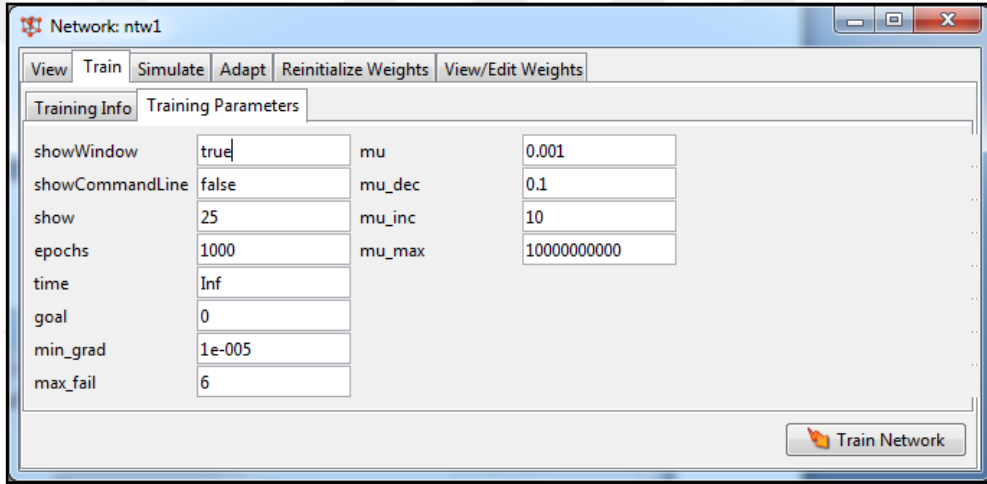 Network: ntw1
View Train Simulate Adapt Reinitialize Weights View/Edit Weights
Training Info Training Parameters
showWindow true mu 0.001
showCommandLine false mu_dec 0.1
show 25 mu_inc 10
epochs 1000 mu_max 10000000000
time Inf
goal 0
min_grad 1e-005
max_fail 6
Train Network